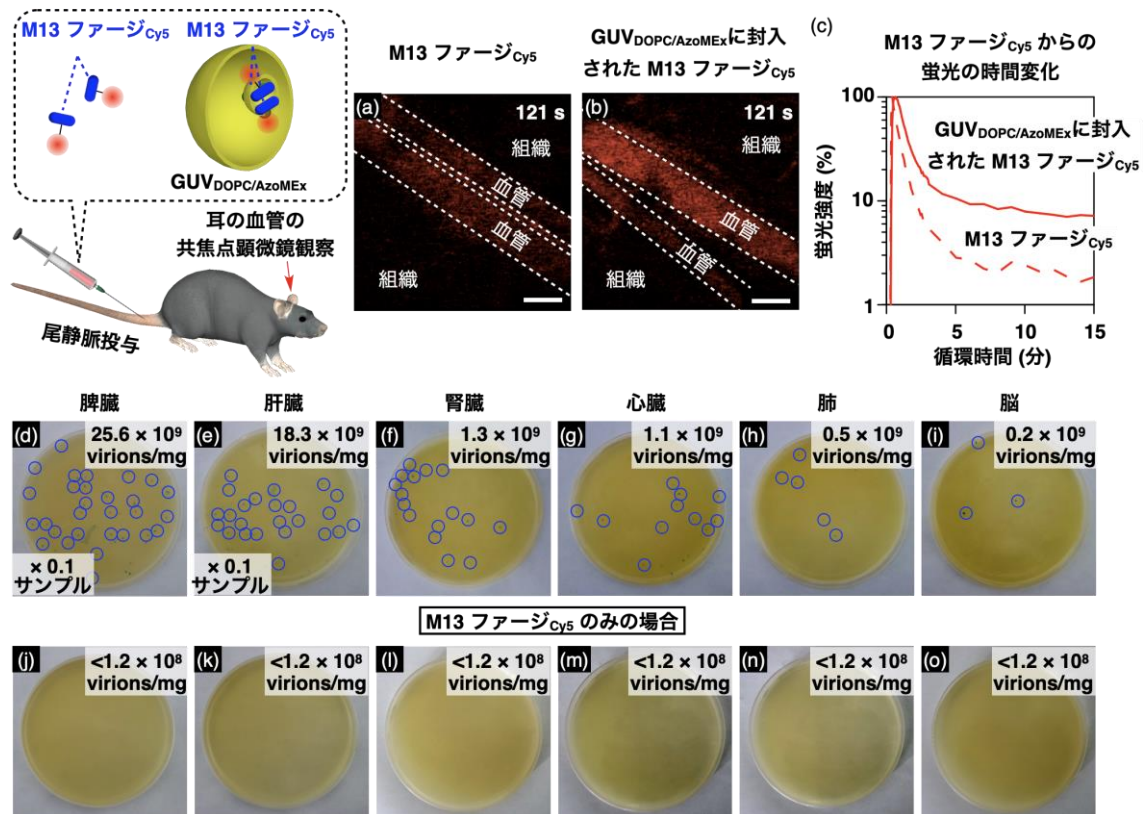 M13 ファージCy5
M13 ファージCy5
GUVDOPC/AzoMEx
耳の血管の
共焦点顕微鏡観察
尾静脈投与
M13 ファージCy5
(a)
121 s
組織
血管
血管
組織
GUVDOPC/AzoMExに封入
された M13 ファージCy5
(b)
121 s
組織
血管
血管
組織
(c)
M13 ファージCy5 からの
蛍光の時間変化
蛍光強度 (%)
100
10
1
GUVDOPC/AzoMExに封入
された M13 ファージCy5
M13 ファージCy5
0 5 10 15
循環時間 (分)
脾臓 肝臓 腎臓 心臓 肺 脳
(d)
25.6 × 10⁹
virions/mg
× 0.1
サンプル
(e)
18.3 × 10⁹
virions/mg
× 0.1
サンプル
(f)
1.3 × 10⁹
virions/mg
(g)
1.1 × 10⁹
virions/mg
(h)
0.5 × 10⁹
virions/mg
(i)
0.2 × 10⁹
virions/mg
M13 ファージCy5 のみの場合
(j)
<1.2 × 10⁸
virions/mg
(k)
<1.2 × 10⁸
virions/mg
(l)
<1.2 × 10⁸
virions/mg
(m)
<1.2 × 10⁸
virions/mg
(n)
<1.2 × 10⁸
virions/mg
(o)
<1.2 × 10⁸
virions/mg